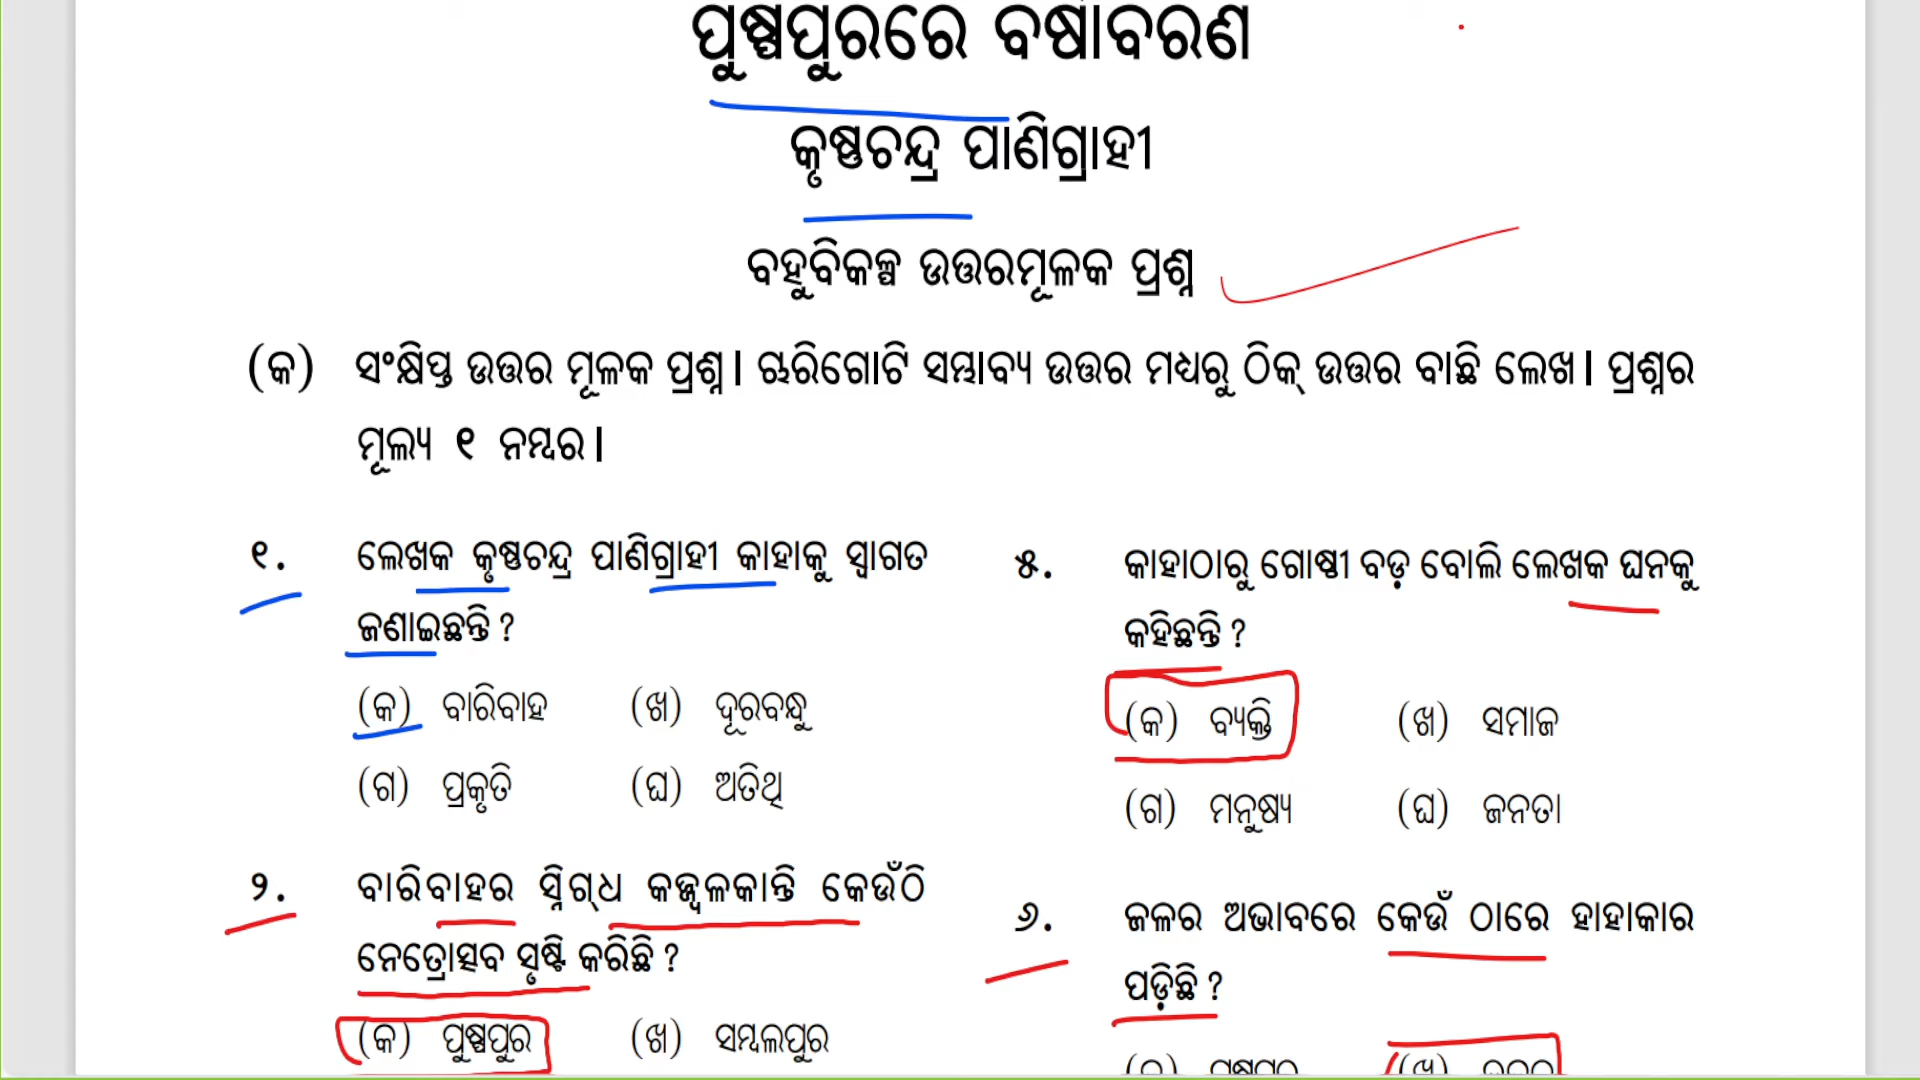 ପୁଷ୍ପପୁରରେ ବର୍ଷାବରଣ
କୃଷ୍ଣଚନ୍ଦ୍ର ପାଣିଗ୍ରାହୀ
ବହୁବିକଳ୍ପ ଉତ୍ତରମୂଳକ ପ୍ରଶ୍ନ
(କ) ସଂକ୍ଷିପ୍ତ ଉତ୍ତର ମୂଳକ ପ୍ରଶ୍ନ। ଚାରିଗୋଟି ସମ୍ଭାବ୍ୟ ଉତ୍ତର ମଧ୍ୟରୁ ଠିକ୍ ଉତ୍ତର ବାଛି ଲେଖ। ପ୍ରଶ୍ନର
ମୂଲ୍ୟ ୧ ନମ୍ବର।
୧. ଲେଖକ କୃଷ୍ଣଚନ୍ଦ୍ର ପାଣିଗ୍ରାହୀ କାହାକୁ ସ୍ୱାଗତ
ଜଣାଇଛନ୍ତି ?
(କ) ବାରିବାହ (ଖ) ଦୂରବନ୍ଧୁ
(ଗ) ପ୍ରକୃତି (ଘ) ଅତିଥି
୨. ବାରିବାହର ସ୍ନିଗ୍‌ଧ କଜ୍ଜ୍ୱଳକାନ୍ତି କେଉଁଠି
ନେତ୍ରୋତ୍ସବ ସୃଷ୍ଟି କରିଛି ?
(କ) ପୁଷ୍ପପୁର (ଖ) ସମ୍ବଲପୁର
୫. କାହାଠାରୁ ଗୋଷ୍ଠୀ ବଡ଼ ବୋଲି ଲେଖକ ଘନକୁ
କହିଛନ୍ତି ?
(କ) ବ୍ୟକ୍ତି (ଖ) ସମାଜ
(ଗ) ମନୁଷ୍ୟ (ଘ) ଜନତା
୬. ଜଳର ଅଭାବରେ କେଉଁ ଠାରେ ହାହାକାର
ପଡ଼ିଛି ?